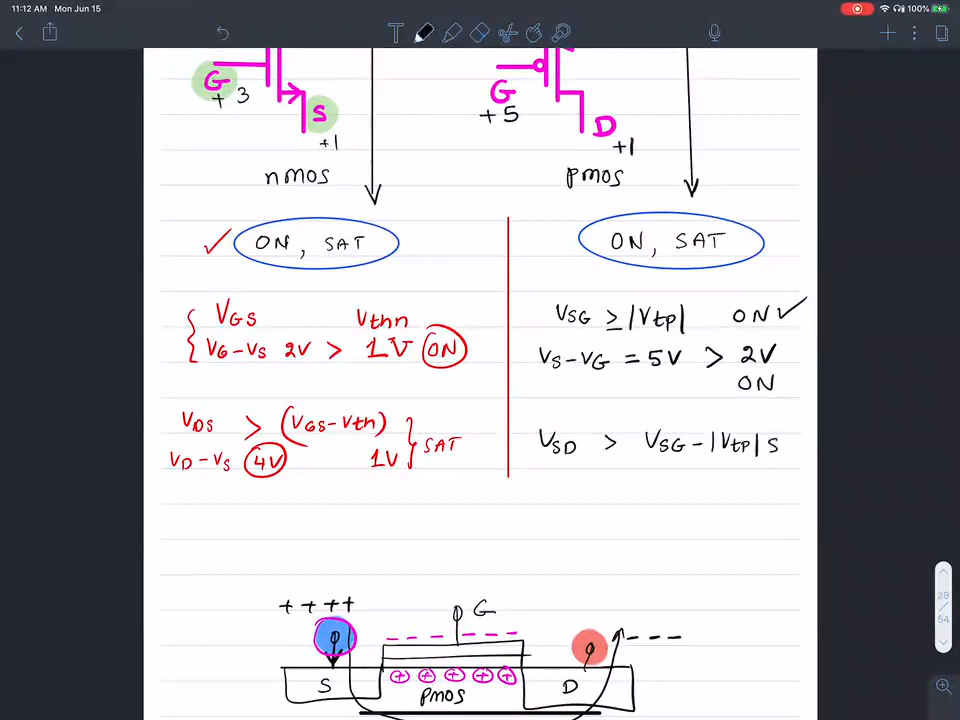 11:12 AM Mon Jun 15
100%
T
G
+ 3
S
+1
nmos
G
+5
D
+1
pmos
ON, SAT
ON, SAT
VGS Vthn
VG-VS 2V > 1V ON
VDS > (VGS-Vtn)
SAT
VD-VS 4V 1V
VSG ≥ |Vtp| ON ✓
VS-VG = 5V > 2V
ON
VSD > VSG-|Vtp| S
++++
G
- - - - - -
- - -
S
+ + + + +
pmos
D
29
/
54